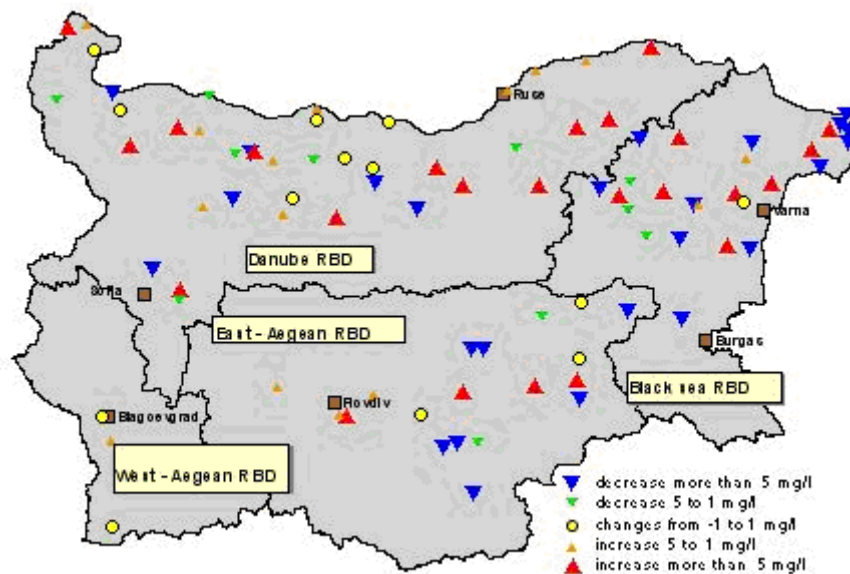 Ruse
Varna
Danube RBD
Sofia
East - Aegean RBD
Burgas
Black sea RBD
Plovdiv
Blagoevgrad
West - Aegean RBD
decrease more than 5 mg/l
decrease 5 to 1 mg/l
changes from -1 to 1 mg/l
increase 5 to 1 mg/l
increase more than 5 mg/l